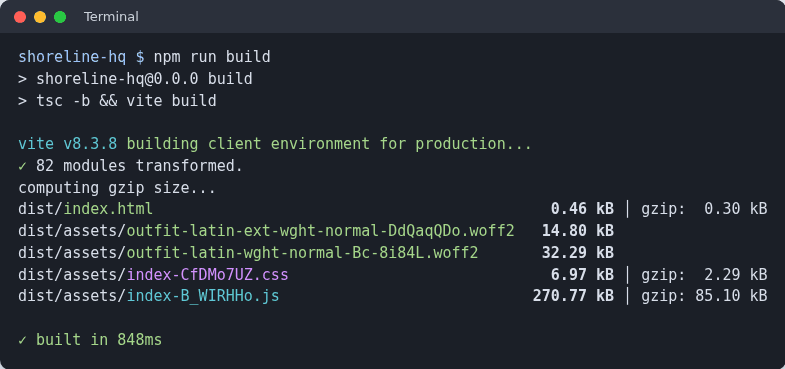 Terminal
shoreline-hq $ npm run build
> shoreline-hq@0.0.0 build
> tsc -b && vite build
vite v8.3.8 building client environment for production...
✓ 82 modules transformed.
computing gzip size...
dist/index.html 0.46 kB │ gzip: 0.30 kB
dist/assets/outfit-latin-ext-wght-normal-DdQaqQDo.woff2 14.80 kB
dist/assets/outfit-latin-wght-normal-Bc-8i84L.woff2 32.29 kB
dist/assets/index-CfDMo7UZ.css 6.97 kB │ gzip: 2.29 kB
dist/assets/index-B_WIRHHo.js 270.77 kB │ gzip: 85.10 kB
✓ built in 848ms